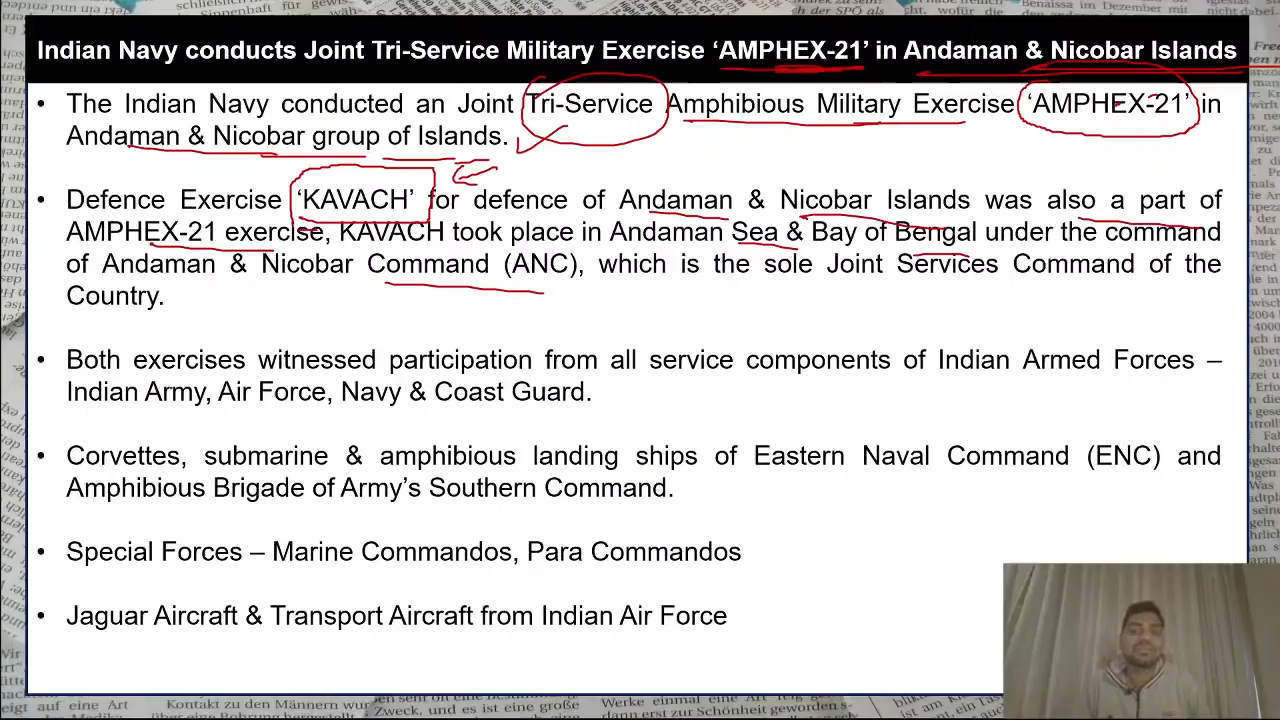 Indian Navy conducts Joint Tri-Service Military Exercise ‘AMPHEX-21’ in Andaman & Nicobar Islands
• The Indian Navy conducted an Joint Tri-Service Amphibious Military Exercise ‘AMPHEX-21’ in
Andaman & Nicobar group of Islands.
• Defence Exercise ‘KAVACH’ for defence of Andaman & Nicobar Islands was also a part of
AMPHEX-21 exercise, KAVACH took place in Andaman Sea & Bay of Bengal under the command
of Andaman & Nicobar Command (ANC), which is the sole Joint Services Command of the
Country.
• Both exercises witnessed participation from all service components of Indian Armed Forces –
Indian Army, Air Force, Navy & Coast Guard.
• Corvettes, submarine & amphibious landing ships of Eastern Naval Command (ENC) and
Amphibious Brigade of Army’s Southern Command.
• Special Forces – Marine Commandos, Para Commandos
• Jaguar Aircraft & Transport Aircraft from Indian Air Force